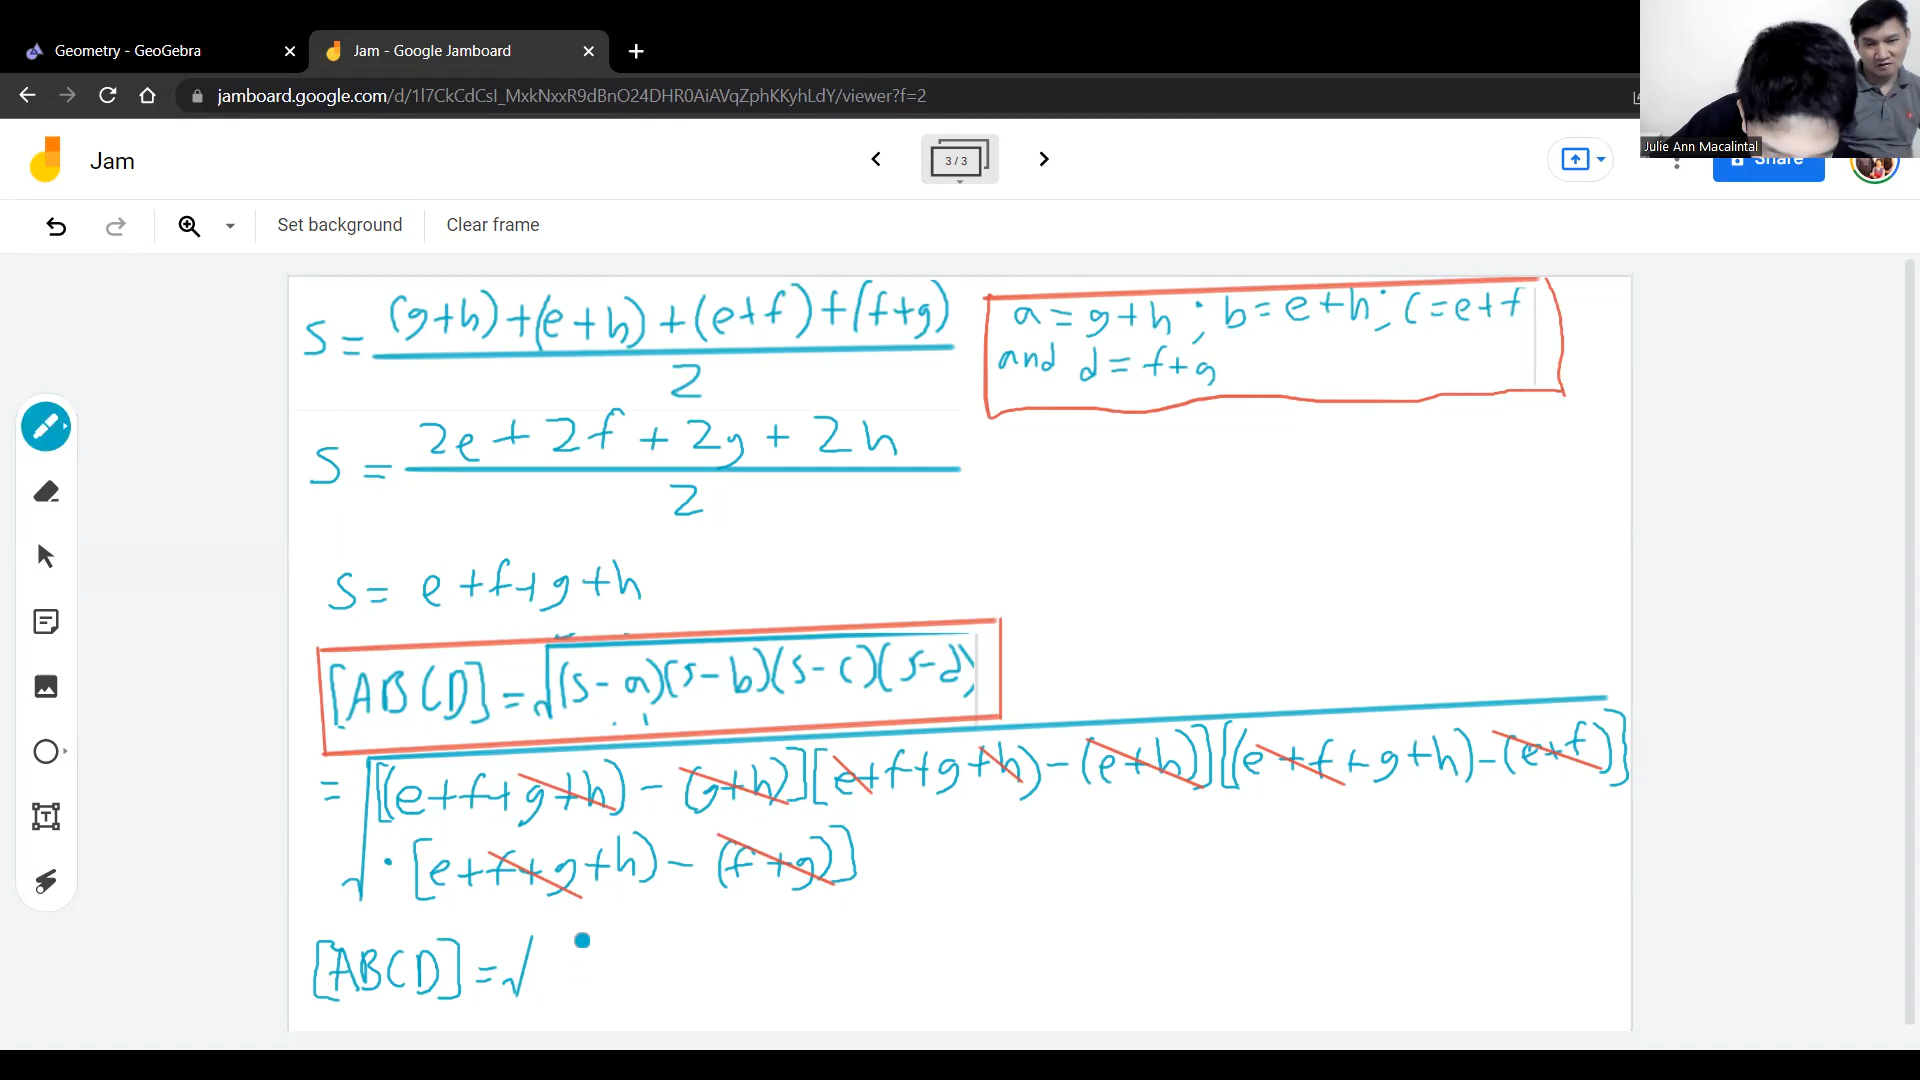 Geometry - GeoGebra
Jam - Google Jamboard
jamboard.google.com/d/1l7CkCdCsI_MxkNxxR9dBnO24DHR0AiAVqZphKKyhLdY/viewer?f=2
Julie Ann Macalintal
Jam
3 / 3
Share
Set background
Clear frame
S = (g+h)+(e+h)+(e+f)+(f+g) / 2
a = g+h ; b = e+h ; c = e+f
and d = f+g
S = 2e + 2f + 2g + 2h / 2
S = e+f+g+h
[ABCD] = √(s-a)(s-b)(s-c)(s-d)
= √[(e+f+g+h) - (g+h)][e+f+g+h) - (e+h)][(e+f+g+h) - (e+f)]
· [e+f+g+h) - (f+g)]
[ABCD] = √